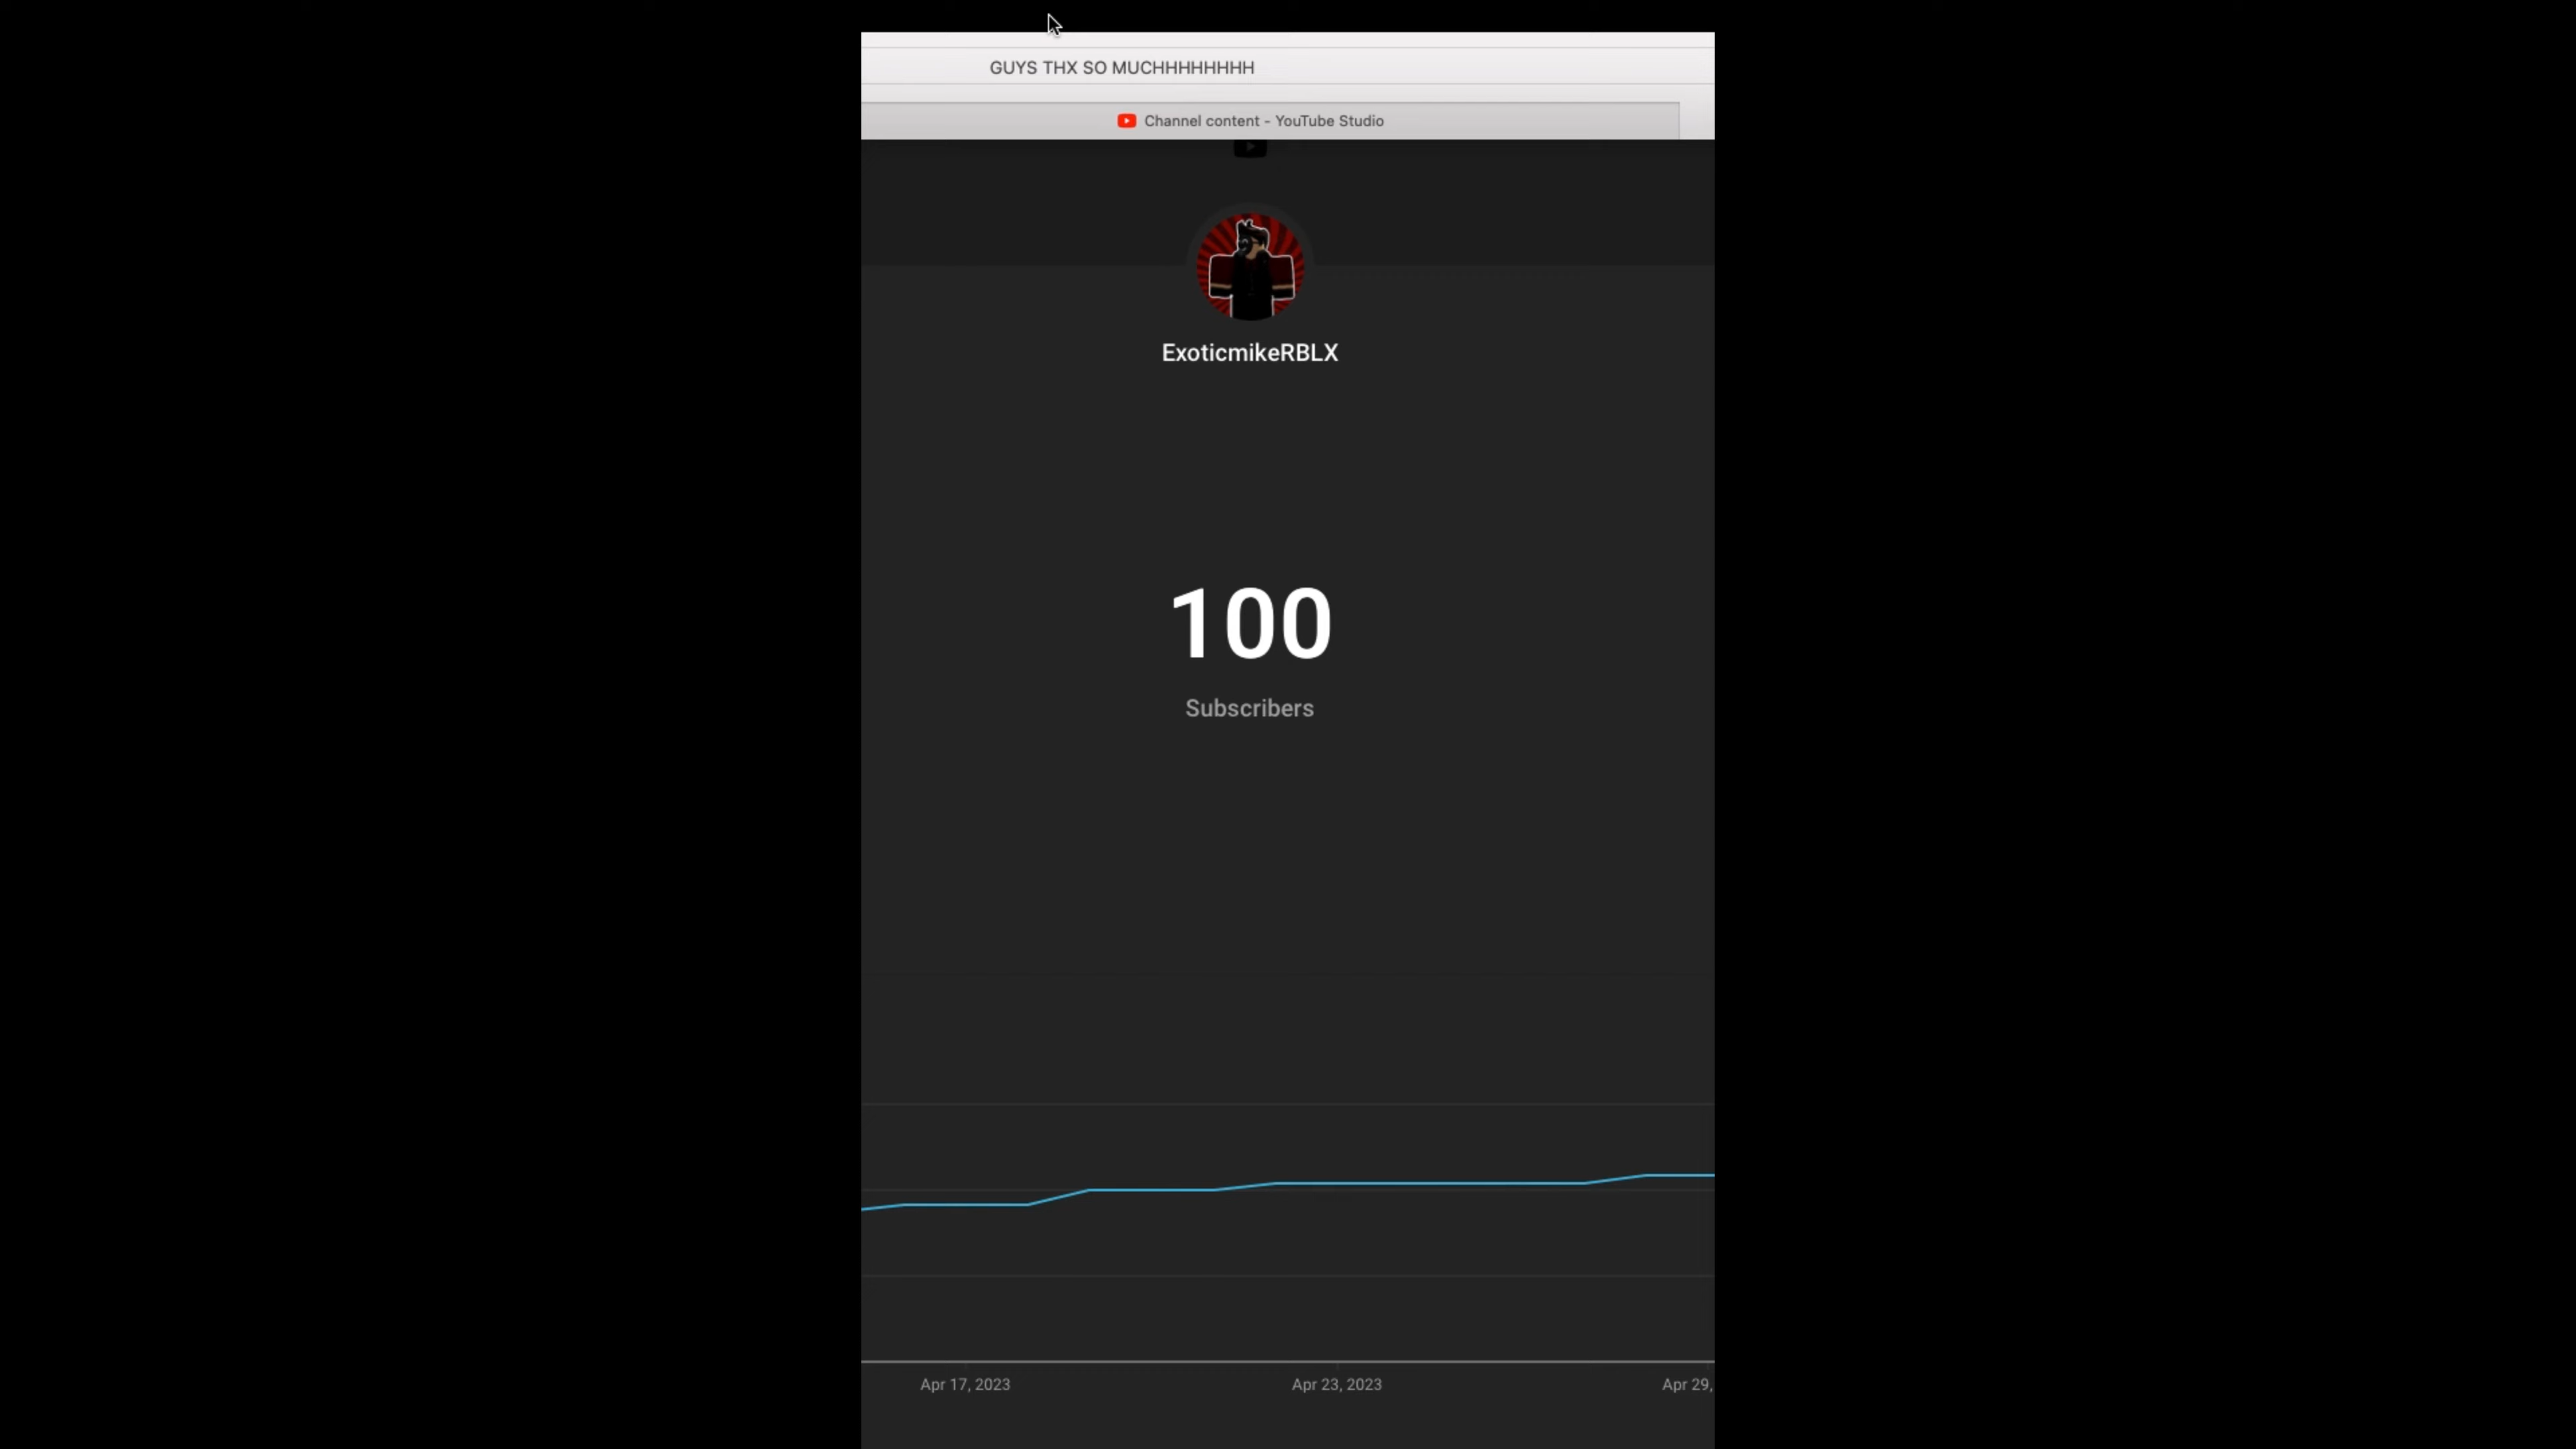 GUYS THX SO MUCHHHHHHHH
Channel content - YouTube Studio
ExoticmikeRBLX
100
Subscribers
Apr 17, 2023
Apr 23, 2023
Apr 29,